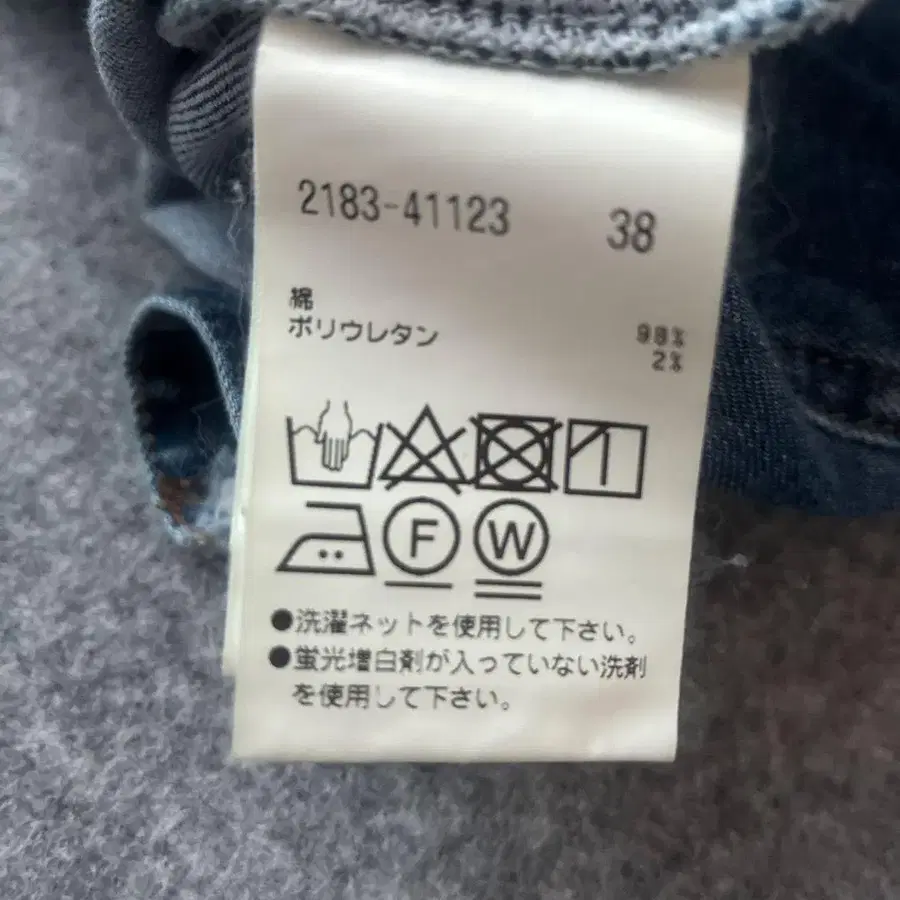 2183-41123 38
綿 98%
ポリウレタン 2%
F W
●洗濯ネットを使用して下さい。
●蛍光増白剤が入っていない洗剤
を使用して下さい。